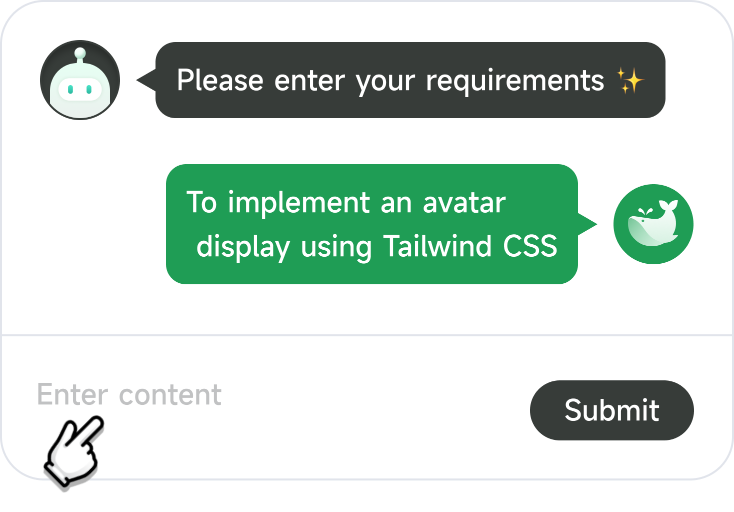 Please enter your requirements ✨
To implement an avatar
display using Tailwind CSS
Enter content
Submit